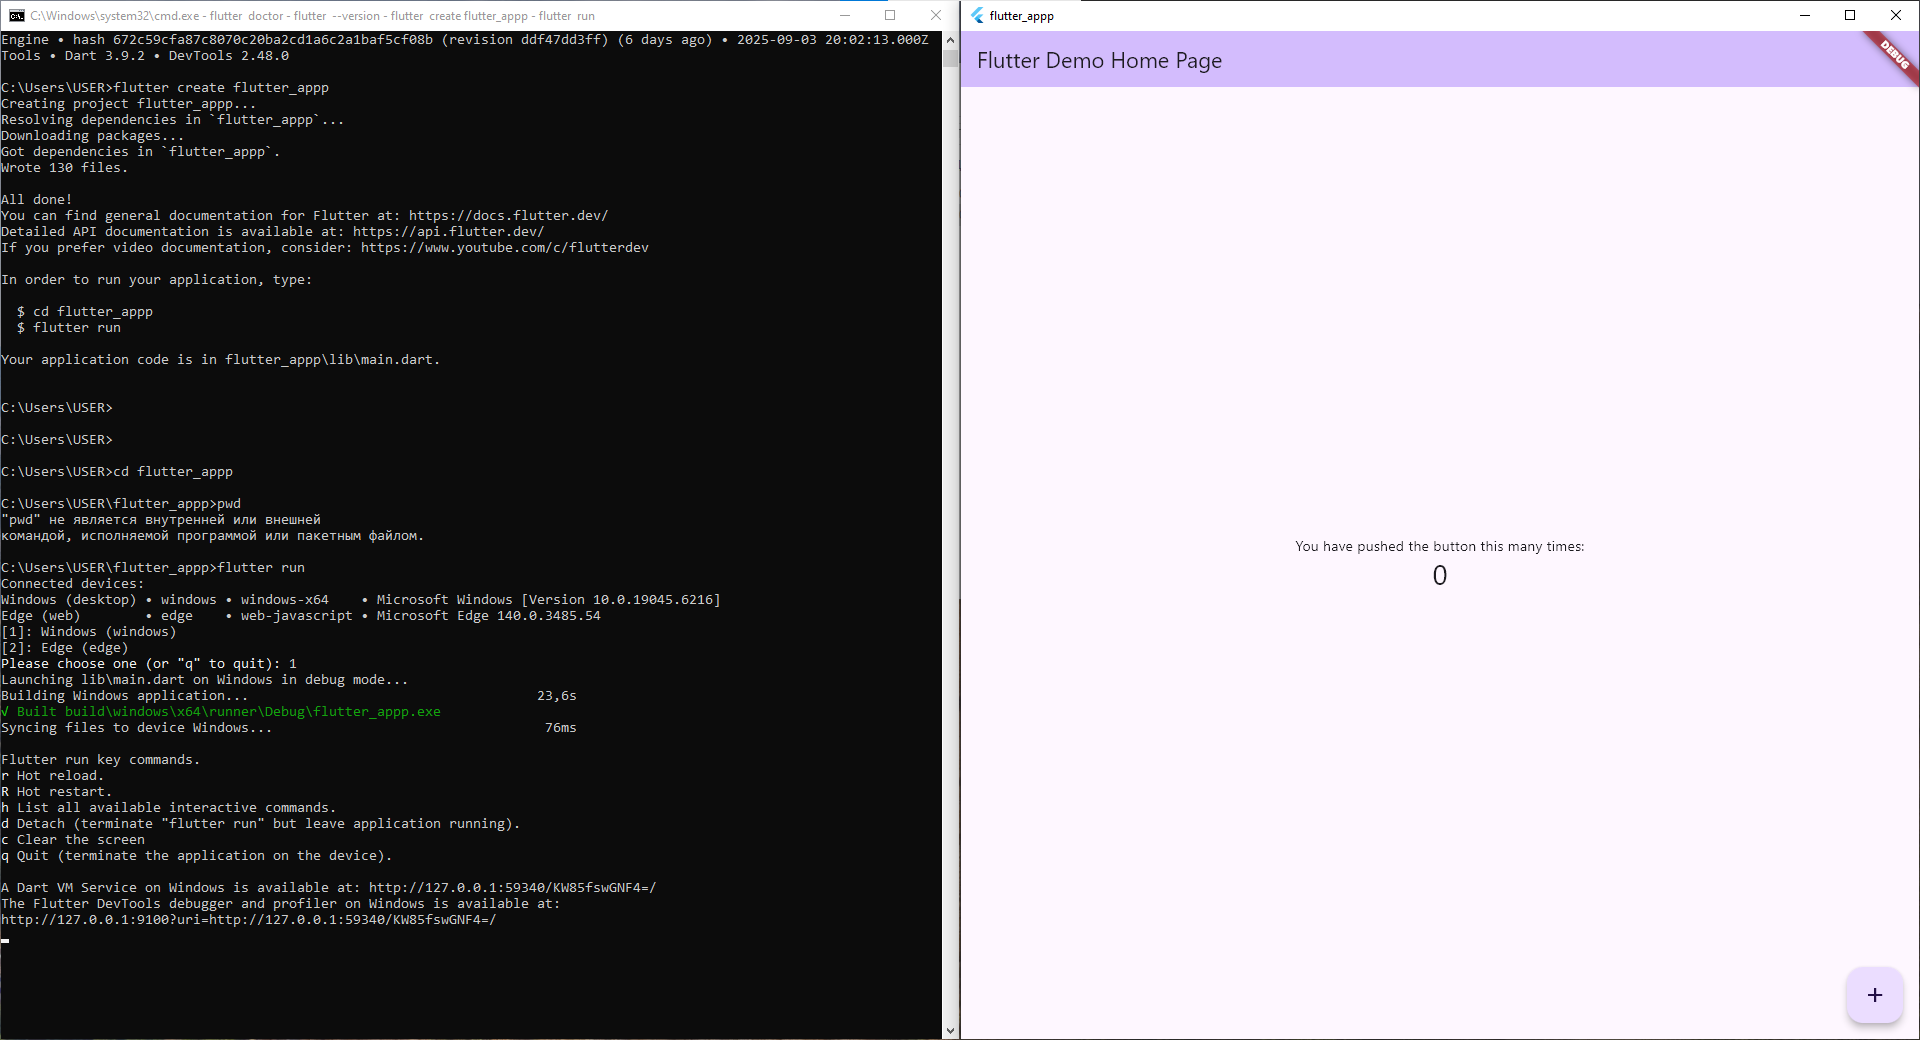 C:\Windows\system32\cmd.exe - flutter  doctor - flutter  --version - flutter  create flutter_appp - flutter  run
Engine • hash 672c59cfa87c8070c20ba2cd1a6c2a1baf5cf08b (revision ddf47dd3ff) (6 days ago) • 2025-09-03 20:02:13.000Z
Tools • Dart 3.9.2 • DevTools 2.48.0
C:\Users\USER>flutter create flutter_appp
Creating project flutter_appp...
Resolving dependencies in `flutter_appp`...
Downloading packages...
Got dependencies in `flutter_appp`.
Wrote 130 files.
All done!
You can find general documentation for Flutter at: https://docs.flutter.dev/
Detailed API documentation is available at: https://api.flutter.dev/
If you prefer video documentation, consider: https://www.youtube.com/c/flutterdev
In order to run your application, type:
$ cd flutter_appp
$ flutter run
Your application code is in flutter_appp\lib\main.dart.
C:\Users\USER>
C:\Users\USER>
C:\Users\USER>cd flutter_appp
C:\Users\USER\flutter_appp>pwd
"pwd" не является внутренней или внешней
командой, исполняемой программой или пакетным файлом.
C:\Users\USER\flutter_appp>flutter run
Connected devices:
Windows (desktop) • windows • windows-x64    • Microsoft Windows [Version 10.0.19045.6216]
Edge (web)        • edge    • web-javascript • Microsoft Edge 140.0.3485.54
[1]: Windows (windows)
[2]: Edge (edge)
Please choose one (or "q" to quit): 1
Launching lib\main.dart on Windows in debug mode...
Building Windows application...                                    23,6s
√ Built build\windows\x64\runner\Debug\flutter_appp.exe
Syncing files to device Windows...                                  76ms
Flutter run key commands.
r Hot reload.
R Hot restart.
h List all available interactive commands.
d Detach (terminate "flutter run" but leave application running).
c Clear the screen
q Quit (terminate the application on the device).
A Dart VM Service on Windows is available at: http://127.0.0.1:59340/KW85fswGNF4=/
The Flutter DevTools debugger and profiler on Windows is available at:
http://127.0.0.1:9100?uri=http://127.0.0.1:59340/KW85fswGNF4=/
flutter_appp
Flutter Demo Home Page
DEBUG
You have pushed the button this many times:
0
+